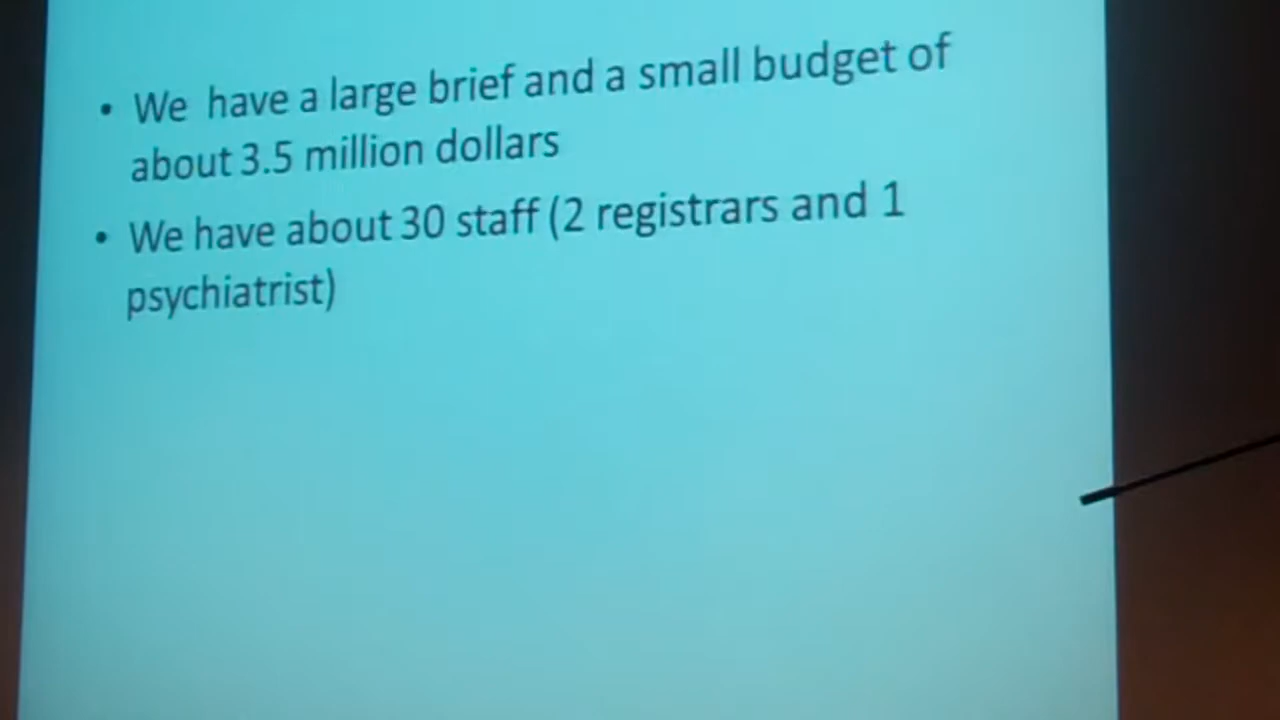 • We have a large brief and a small budget of
about 3.5 million dollars
• We have about 30 staff (2 registrars and 1
psychiatrist)